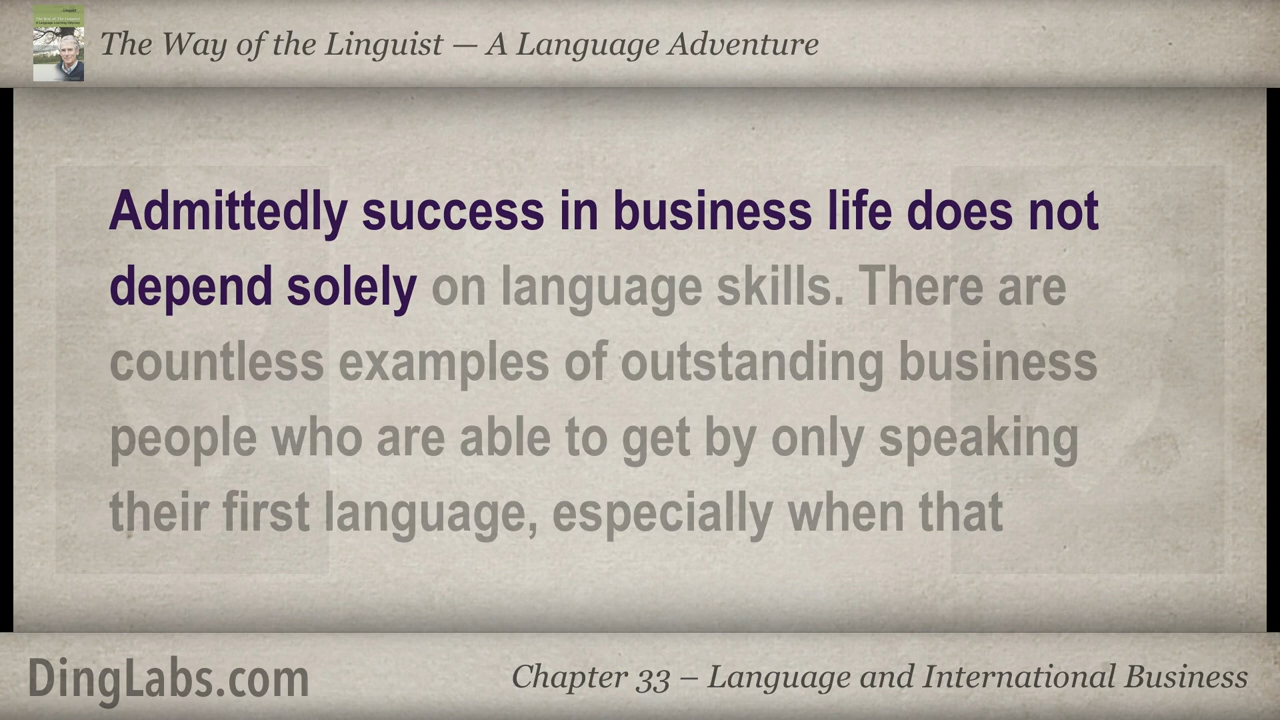 The Way of the Linguist — A Language Adventure
Admittedly success in business life does not
depend solely on language skills. There are
countless examples of outstanding business
people who are able to get by only speaking
their first language, especially when that
DingLabs.com
Chapter 33 – Language and International Business